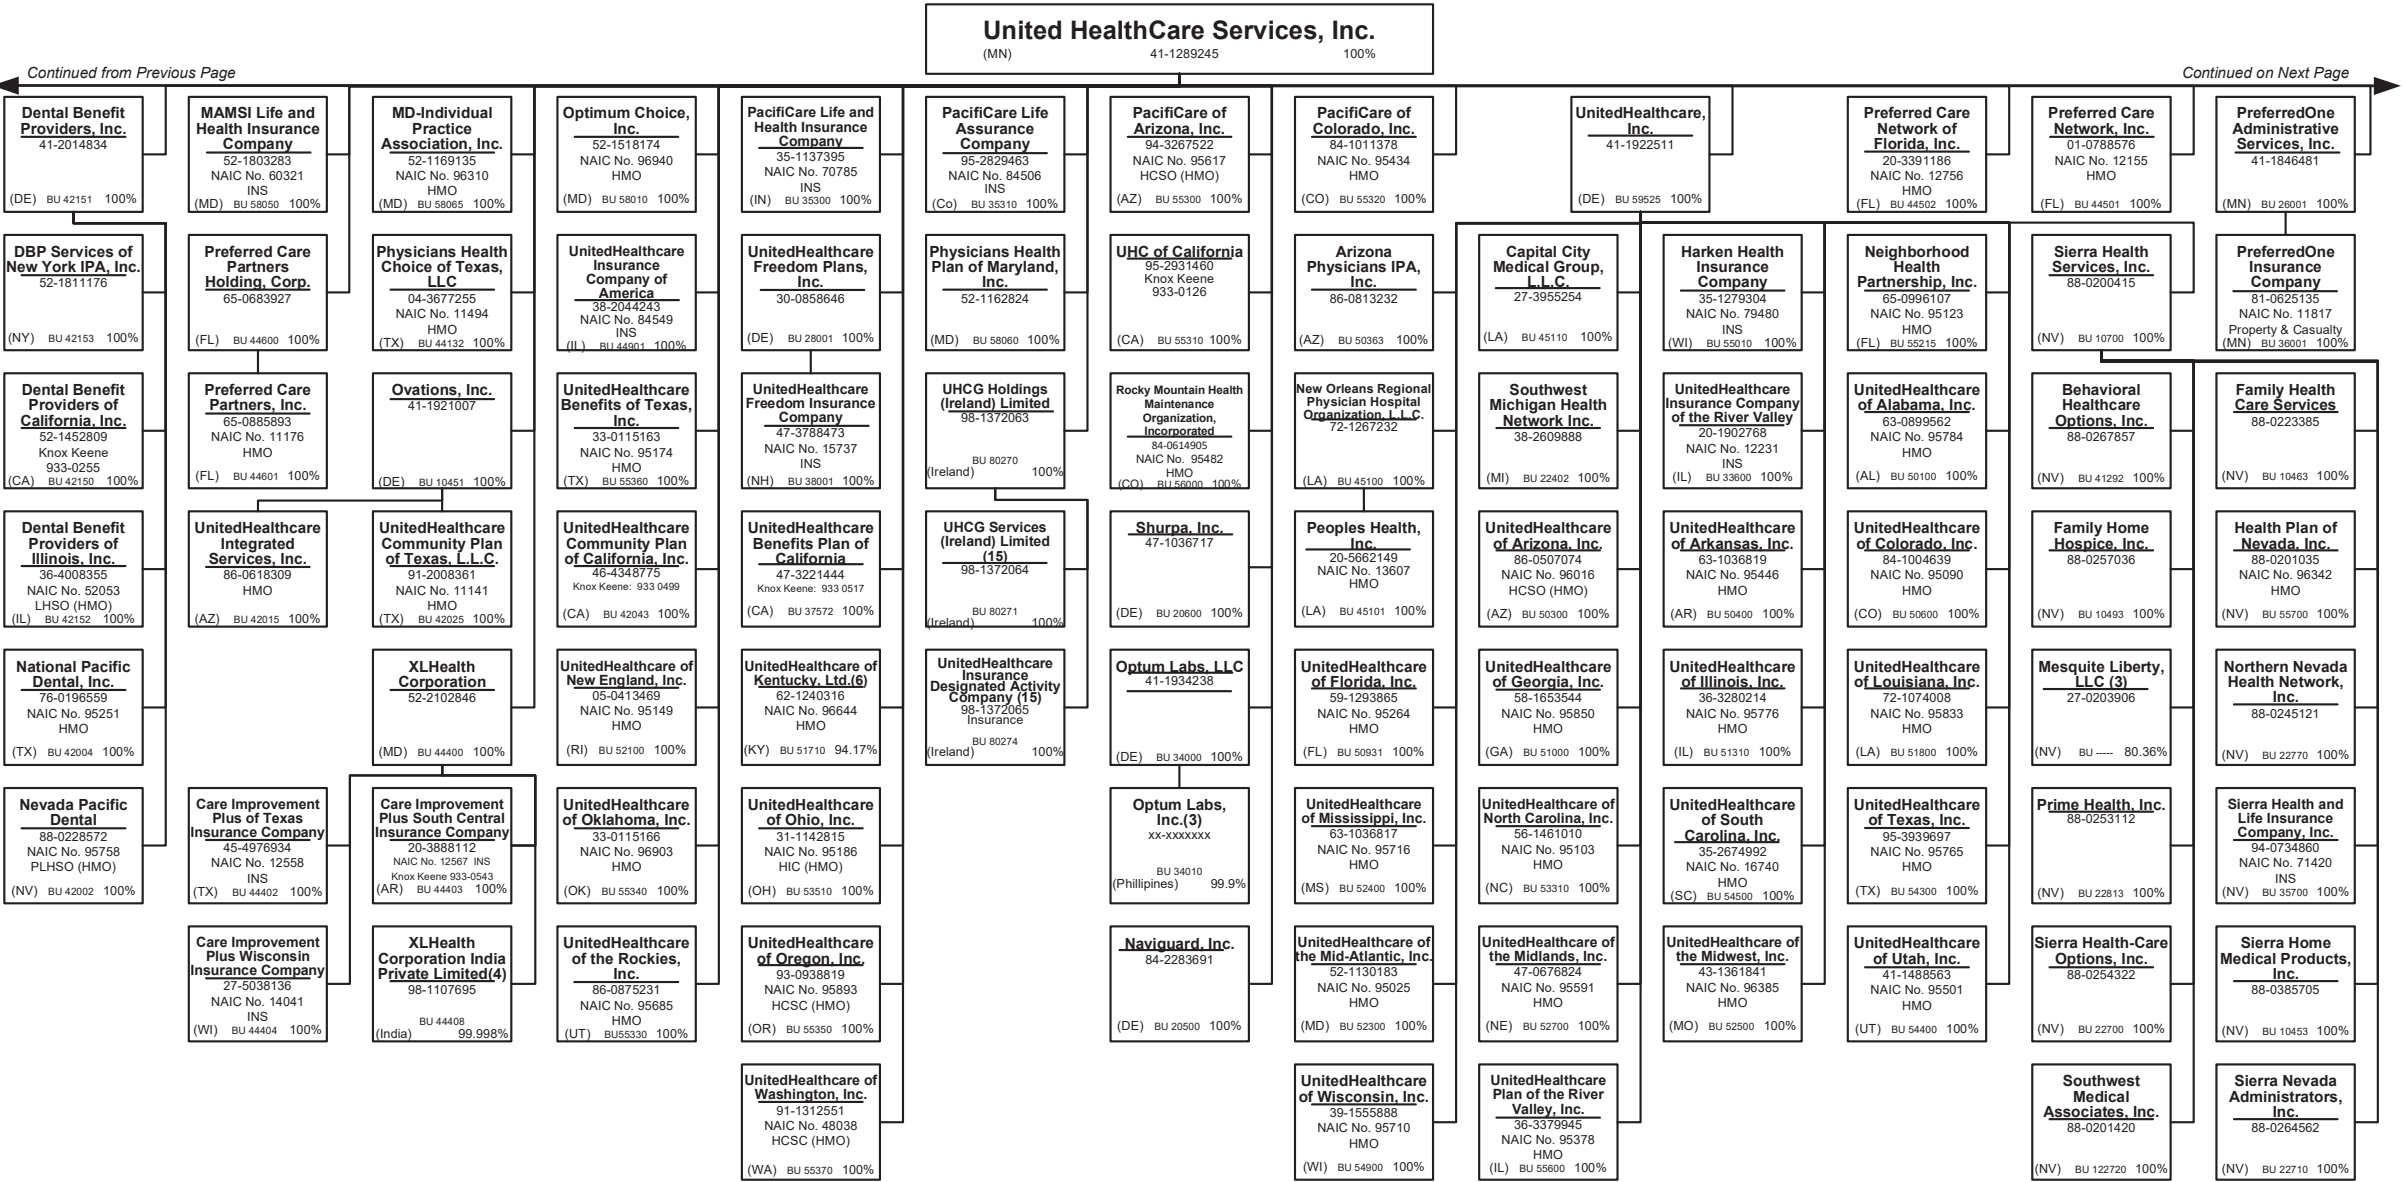 United HealthCare Services, Inc.
(MN) 41-1289245 100%
Continued from Previous Page
Continued on Next Page
Dental Benefit
Providers, Inc.
41-2014834
(DE) BU 42151 100%
MAMSI Life and
Health Insurance
Company
52-1803283
NAIC No. 60321
INS
(MD) BU 58050 100%
MD-Individual
Practice
Association, Inc.
52-1169135
NAIC No. 96310
HMO
(MD) BU 58065 100%
Optimum Choice,
Inc.
52-1518174
NAIC No. 96940
HMO
(MD) BU 58010 100%
PacifiCare Life and
Health Insurance
Company
35-1137395
NAIC No. 70785
INS
(IN) BU 35300 100%
PacifiCare Life
Assurance
Company
95-2829463
NAIC No. 84506
INS
(Co) BU 35310 100%
PacifiCare of
Arizona, Inc.
94-3267522
NAIC No. 95617
HCSO (HMO)
(AZ) BU 55300 100%
PacifiCare of
Colorado, Inc.
84-1011378
NAIC No. 95434
HMO
(CO) BU 55320 100%
UnitedHealthcare,
Inc.
41-1922511
(DE) BU 59525 100%
Preferred Care
Network of
Florida, Inc.
20-3391186
NAIC No. 12756
HMO
(FL) BU 44502 100%
Preferred Care
Network, Inc.
01-0788576
NAIC No. 12155
HMO
(FL) BU 44501 100%
PreferredOne
Administrative
Services, Inc.
41-1846481
(MN) BU 26001 100%
DBP Services of
New York IPA, Inc.
52-1811176
(NY) BU 42153 100%
Preferred Care
Partners
Holding, Corp.
65-0683927
(FL) BU 44600 100%
Physicians Health
Choice of Texas,
LLC
04-3677255
NAIC No. 11494
HMO
(TX) BU 44132 100%
UnitedHealthcare
Insurance
Company of
America
38-2044243
NAIC No. 84549
INS
(IL) BU 44901 100%
UnitedHealthcare
Freedom Plans,
Inc.
30-0858646
(DE) BU 28001 100%
Physicians Health
Plan of Maryland,
Inc.
52-1162824
(MD) BU 58060 100%
UHC of California
95-2931460
Knox Keene
933-0126
(CA) BU 55310 100%
Arizona
Physicians IPA,
Inc.
86-0813232
(AZ) BU 50363 100%
Capital City
Medical Group,
L.L.C.
27-3955254
(LA) BU 45110 100%
Harken Health
Insurance
Company
35-1279304
NAIC No. 79480
INS
(WI) BU 55010 100%
Neighborhood
Health
Partnership, Inc.
65-0996107
NAIC No. 95123
HMO
(FL) BU 55215 100%
Sierra Health
Services, Inc.
88-0200415
(NV) BU 10700 100%
PreferredOne
Insurance
Company
81-0625135
NAIC No. 11817
Property & Casualty
(MN) BU 36001 100%
Dental Benefit
Providers of
California, Inc.
52-1452809
Knox Keene
933-0255
(CA) BU 42150 100%
Preferred Care
Partners, Inc.
65-0885893
NAIC No. 11176
HMO
(FL) BU 44601 100%
Ovations, Inc.
41-1921007
(DE) BU 10451 100%
UnitedHealthcare
Benefits of Texas,
Inc.
33-0115163
NAIC No. 95174
HMO
(TX) BU 55360 100%
UnitedHealthcare
Freedom Insurance
Company
47-3788473
NAIC No. 15737
INS
(NH) BU 38001 100%
UHCG Holdings
(Ireland) Limited
98-1372063
BU 80270
(Ireland) 100%
Rocky Mountain Health
Maintenance
Organization,
Incorporated
84-0614905
NAIC No. 95482
HMO
(CO) BU 56000 100%
New Orleans Regional
Physician Hospital
Organization, L.L.C.
72-1267232
(LA) BU 45100 100%
Southwest
Michigan Health
Network Inc.
38-2609888
(MI) BU 22402 100%
UnitedHealthcare
Insurance Company
of the River Valley
20-1902768
NAIC No. 12231
INS
(IL) BU 33600 100%
UnitedHealthcare
of Alabama, Inc.
63-0899562
NAIC No. 95784
HMO
(AL) BU 50100 100%
Behavioral
Healthcare
Options, Inc.
88-0267857
(NV) BU 41292 100%
Family Health
Care Services
88-0223385
(NV) BU 10463 100%
Dental Benefit
Providers of
Illinois, Inc.
36-4008355
NAIC No. 52053
LHSO (HMO)
(IL) BU 42152 100%
UnitedHealthcare
Integrated
Services, Inc.
86-0618309
HMO
(AZ) BU 42015 100%
UnitedHealthcare
Community Plan
of Texas, L.L.C.
91-2008361
NAIC No. 11141
HMO
(TX) BU 42025 100%
UnitedHealthcare
Community Plan
of California, Inc.
46-4348775
Knox Keene: 933 0499
(CA) BU 42043 100%
UnitedHealthcare
Benefits Plan of
California
47-3221444
Knox Keene: 933 0517
(CA) BU 37572 100%
UHCG Services
(Ireland) Limited
(15)
98-1372064
BU 80271
(Ireland) 100%
Shurpa, Inc.
47-1036717
(DE) BU 20600 100%
Peoples Health,
Inc.
20-5662149
NAIC No. 13607
HMO
(LA) BU 45101 100%
UnitedHealthcare
of Arizona, Inc.
86-0507074
NAIC No. 96016
HCSO (HMO)
(AZ) BU 50300 100%
UnitedHealthcare
of Arkansas, Inc.
63-1036819
NAIC No. 95446
HMO
(AR) BU 50400 100%
UnitedHealthcare
of Colorado, Inc.
84-1004639
NAIC No. 95090
HMO
(CO) BU 50600 100%
Family Home
Hospice, Inc.
88-0257036
(NV) BU 10493 100%
Health Plan of
Nevada, Inc.
88-0201035
NAIC No. 96342
HMO
(NV) BU 55700 100%
National Pacific
Dental, Inc.
76-0196559
NAIC No. 95251
HMO
(TX) BU 42004 100%
XLHealth
Corporation
52-2102846
(MD) BU 44400 100%
UnitedHealthcare of
New England, Inc.
05-0413469
NAIC No. 95149
HMO
(RI) BU 52100 100%
UnitedHealthcare of
Kentucky, Ltd.(6)
62-1240316
NAIC No. 96644
HMO
(KY) BU 51710 94.17%
UnitedHealthcare
Insurance
Designated Activity
Company (15)
98-1372065
Insurance
BU 80274
(Ireland) 100%
Optum Labs, LLC
41-1934238
(DE) BU 34000 100%
UnitedHealthcare
of Florida, Inc.
59-1293865
NAIC No. 95264
HMO
(FL) BU 50931 100%
UnitedHealthcare
of Georgia, Inc.
58-1653544
NAIC No. 95850
HMO
(GA) BU 51000 100%
UnitedHealthcare
of Illinois, Inc.
36-3280214
NAIC No. 95776
HMO
(IL) BU 51310 100%
UnitedHealthcare
of Louisiana, Inc.
72-1074008
NAIC No. 95833
HMO
(LA) BU 51800 100%
Mesquite Liberty,
LLC (3)
27-0203906
(NV) BU ----- 80.36%
Northern Nevada
Health Network,
Inc.
88-0245121
(NV) BU 22770 100%
Nevada Pacific
Dental
88-0228572
NAIC No. 95758
PLHSO (HMO)
(NV) BU 42002 100%
Care Improvement
Plus of Texas
Insurance Company
45-4976934
NAIC No. 12558
INS
(TX) BU 44402 100%
Care Improvement
Plus South Central
Insurance Company
20-3888112
NAIC No. 12567 INS
Knox Keene 933-0543
(AR) BU 44403 100%
UnitedHealthcare
of Oklahoma, Inc.
33-0115166
NAIC No. 96903
HMO
(OK) BU 55340 100%
UnitedHealthcare
of Ohio, Inc.
31-1142815
NAIC No. 95186
HIC (HMO)
(OH) BU 53510 100%
Optum Labs,
Inc.(3)
xx-xxxxxxx
BU 34010
(Phillipines) 99.9%
UnitedHealthcare
of Mississippi, Inc.
63-1036817
NAIC No. 95716
HMO
(MS) BU 52400 100%
UnitedHealthcare of
North Carolina, Inc.
56-1461010
NAIC No. 95103
HMO
(NC) BU 53310 100%
UnitedHealthcare
of South
Carolina, Inc.
35-2674992
NAIC No. 16740
HMO
(SC) BU 54500 100%
UnitedHealthcare
of Texas, Inc.
95-3939697
NAIC No. 95765
HMO
(TX) BU 54300 100%
Prime Health, Inc.
88-0253112
(NV) BU 22813 100%
Sierra Health and
Life Insurance
Company, Inc.
94-0734860
NAIC No. 71420
INS
(NV) BU 35700 100%
Care Improvement
Plus Wisconsin
Insurance Company
27-5038136
NAIC No. 14041
INS
(WI) BU 44404 100%
XLHealth
Corporation India
Private Limited(4)
98-1107695
BU 44408
(India) 99.998%
UnitedHealthcare
of the Rockies,
Inc.
86-0875231
NAIC No. 95685
HMO
(UT) BU55330 100%
UnitedHealthcare
of Oregon, Inc.
93-0938819
NAIC No. 95893
HCSC (HMO)
(OR) BU 55350 100%
Naviguard, Inc.
84-2283691
(DE) BU 20500 100%
UnitedHealthcare of
the Mid-Atlantic, Inc.
52-1130183
NAIC No. 95025
HMO
(MD) BU 52300 100%
UnitedHealthcare of
the Midlands, Inc.
47-0676824
NAIC No. 95591
HMO
(NE) BU 52700 100%
UnitedHealthcare of
the Midwest, Inc.
43-1361841
NAIC No. 96385
HMO
(MO) BU 52500 100%
UnitedHealthcare
of Utah, Inc.
41-1488563
NAIC No. 95501
HMO
(UT) BU 54400 100%
Sierra Health-Care
Options, Inc.
88-0254322
(NV) BU 22700 100%
Sierra Home
Medical Products,
Inc.
88-0385705
(NV) BU 10453 100%
UnitedHealthcare of
Washington, Inc.
91-1312551
NAIC No. 48038
HCSC (HMO)
(WA) BU 55370 100%
UnitedHealthcare
of Wisconsin, Inc.
39-1555888
NAIC No. 95710
HMO
(WI) BU 54900 100%
UnitedHealthcare
Plan of the River
Valley, Inc.
36-3379945
NAIC No. 95378
HMO
(IL) BU 55600 100%
Southwest
Medical
Associates, Inc.
88-0201420
(NV) BU 122720 100%
Sierra Nevada
Administrators,
Inc.
88-0264562
(NV) BU 22710 100%